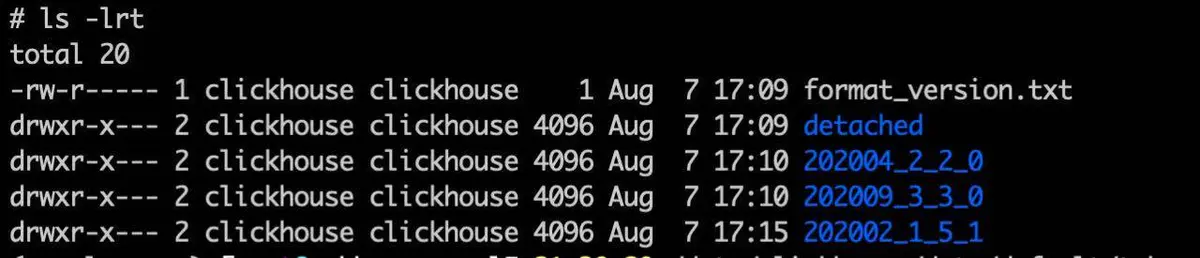 # ls -lrt
total 20
-rw-r----- 1 clickhouse clickhouse    1 Aug  7 17:09 format_version.txt
drwxr-x--- 2 clickhouse clickhouse 4096 Aug  7 17:09 detached
drwxr-x--- 2 clickhouse clickhouse 4096 Aug  7 17:10 202004_2_2_0
drwxr-x--- 2 clickhouse clickhouse 4096 Aug  7 17:10 202009_3_3_0
drwxr-x--- 2 clickhouse clickhouse 4096 Aug  7 17:15 202002_1_5_1